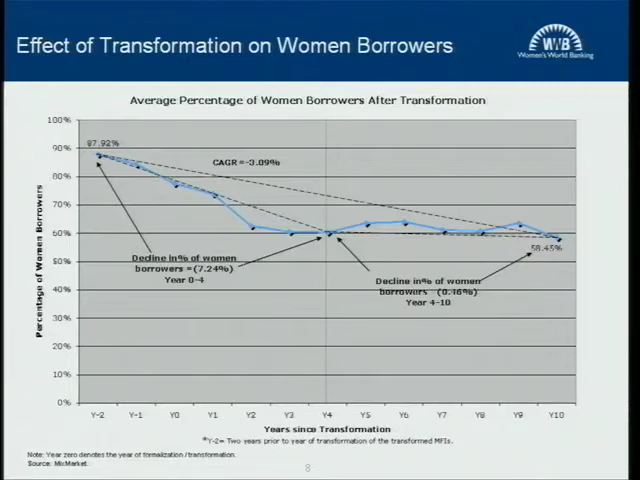 Effect of Transformation on Women Borrowers
WWB
Women's World Banking
Average Percentage of Women Borrowers After Transformation
100%
90%
80%
70%
60%
50%
40%
30%
20%
10%
0%
Percentage of Women Borrowers
87.92%
CAGR =-3.09%
Decline in% of women
borrowers =(7.24%)
Year 0-4
Decline in% of women
borrowers (0.46%)
Year 4-10
58.45%
Y-2 Y-1 Y0 Y1 Y2 Y3 Y4 Y5 Y6 Y7 Y8 Y9 Y10
Years since Transformation
*Y-2= Two years prior to year of transformation of the transformed MFIs.
Note: Year zero denotes the year of formalization/transformation.
Source: MixMarket.
8